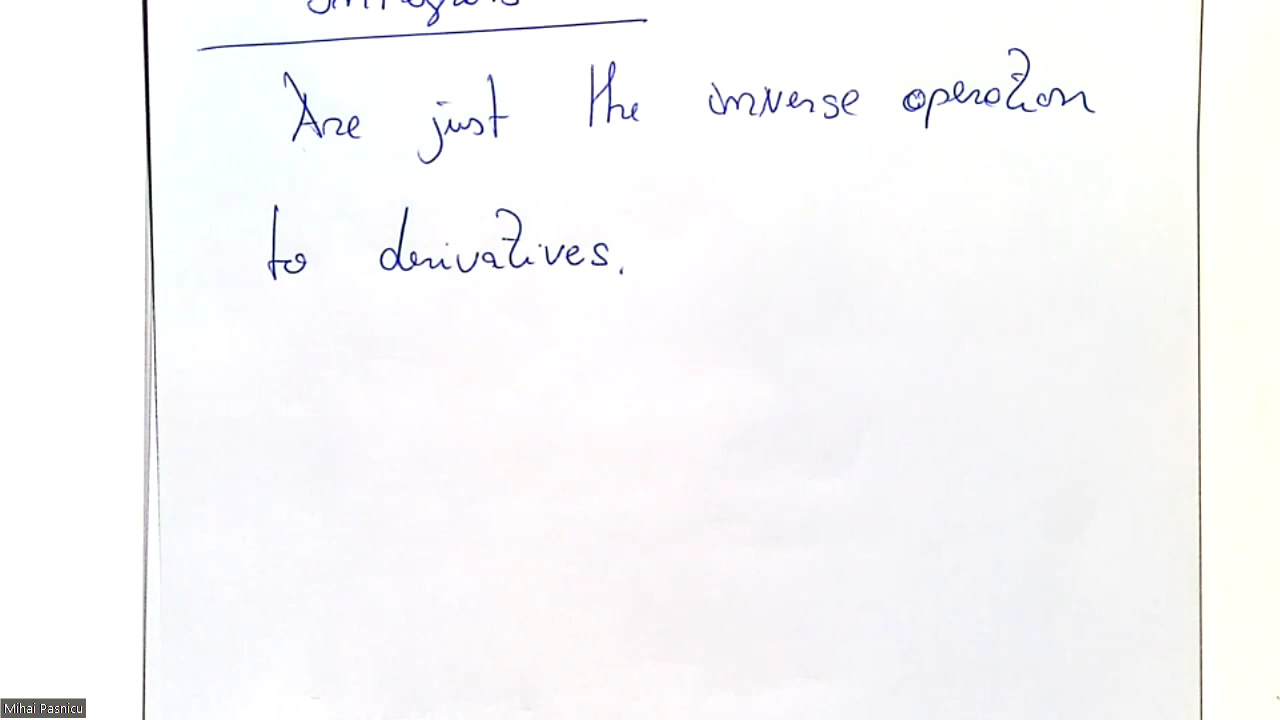 Are just the inverse operation
to derivatives.
Mihai Pasnicu